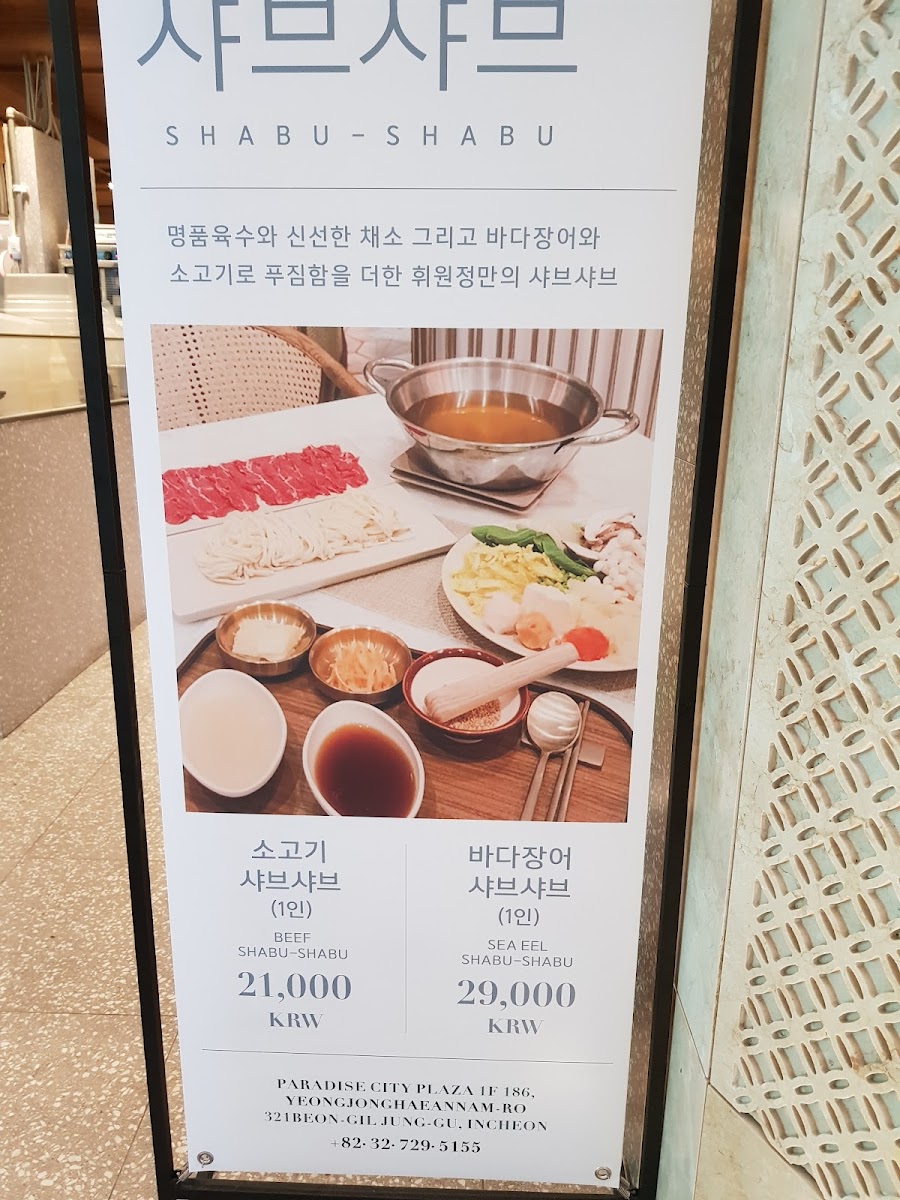 샤브샤브
SHABU-SHABU
명품육수와 신선한 채소 그리고 바다장어와
소고기로 푸짐함을 더한 휘원정만의 샤브샤브
소고기
샤브샤브
(1인)
BEEF
SHABU-SHABU
21,000
KRW
바다장어
샤브샤브
(1인)
SEA EEL
SHABU-SHABU
29,000
KRW
PARADISE CITY PLAZA 1F 186,
YEONGJONGHAEANNAM-RO
321BEON-GIL JUNG-GU, INCHEON
+82·32·729·5155